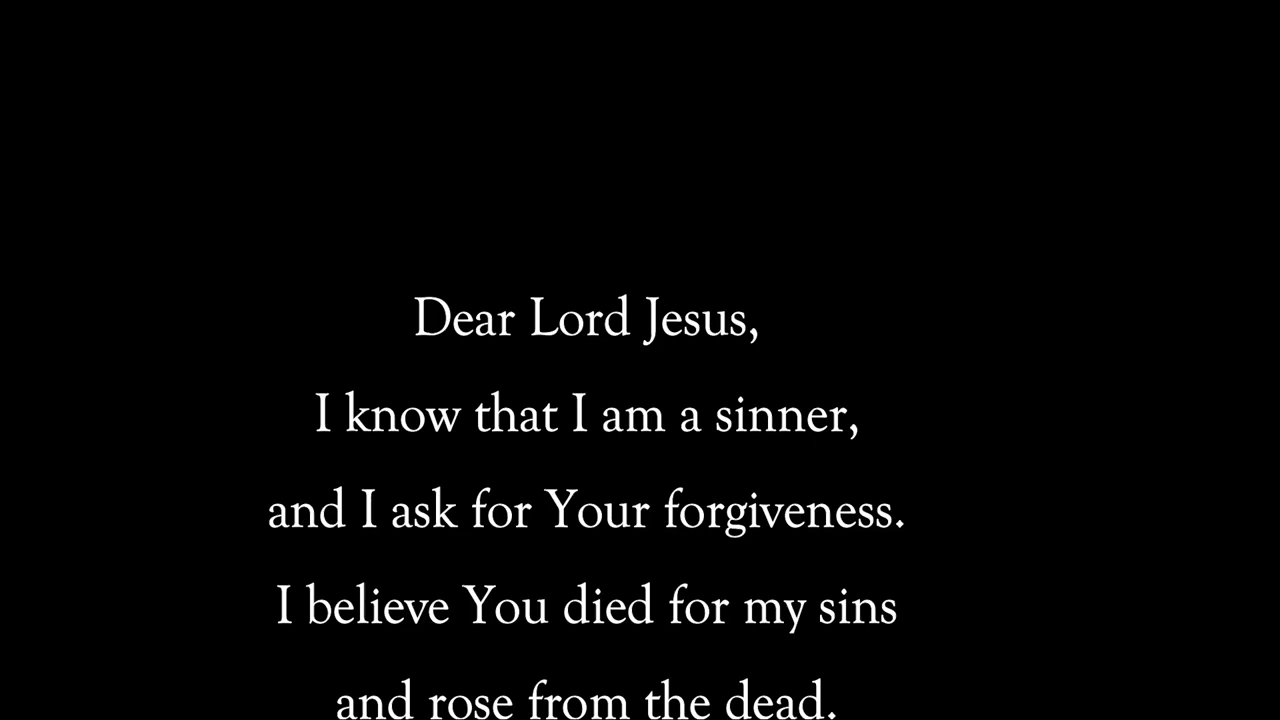 Dear Lord Jesus,
I know that I am a sinner,
and I ask for Your forgiveness.
I believe You died for my sins
and rose from the dead.